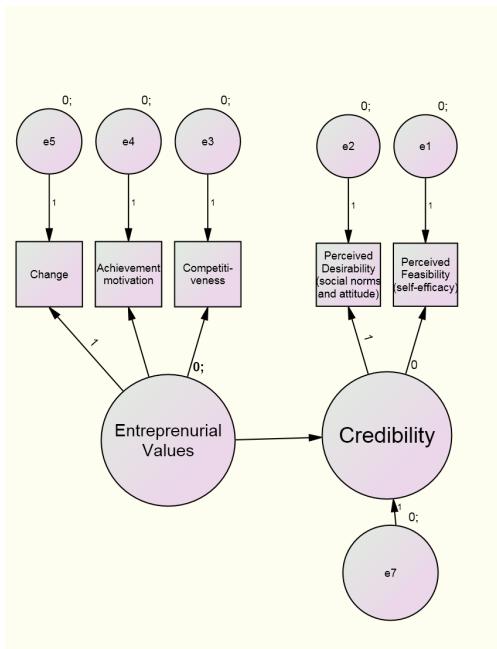 0;
0;
0;
0;
0;
e5
e4
e3
e2
e1
1
1
1
1
1
Change
Achievement
motivation
Competiti-
veness
Perceived
Desirability
(social norms
and attitude)
Perceived
Feasibility
(self-efficacy)
1
0;
1
0
Entreprenurial
Values
Credibility
1
0;
e7